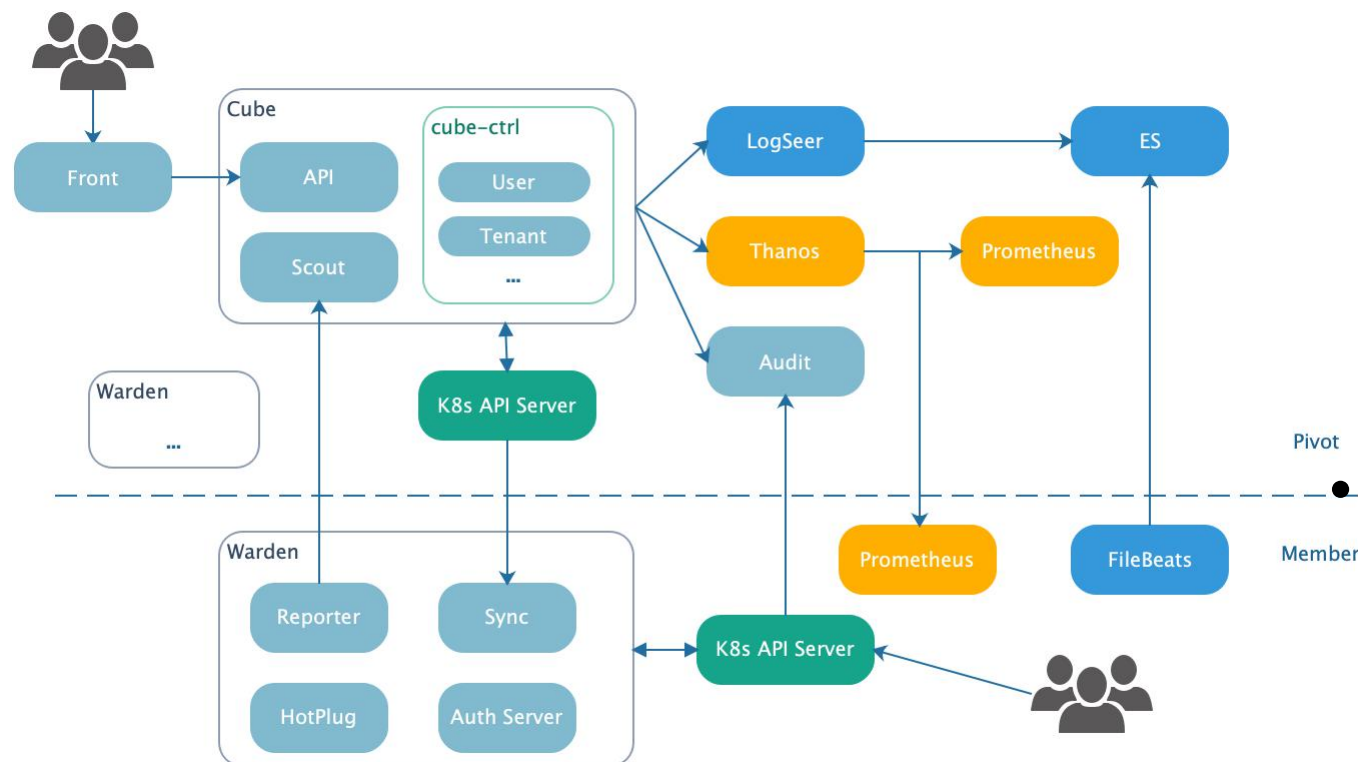 Cube
cube-ctrl
LogSeer
ES
Front
API
User
Tenant
...
Scout
Thanos
Prometheus
Audit
Warden
...
K8s API Server
Pivot
Warden
Prometheus
FileBeats
Member
Reporter
Sync
K8s API Server
HotPlug
Auth Server